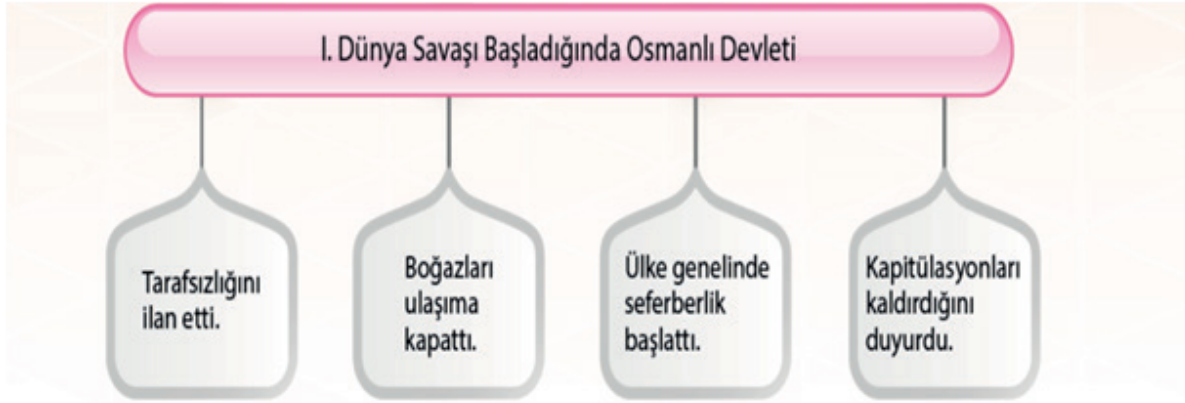 I. Dünya Savaşı Başladığında Osmanlı Devleti
Tarafsızlığını
ilan etti.
Boğazları
ulaşıma
kapattı.
Ülke genelinde
seferberlik
başlattı.
Kapitülasyonları
kaldırdığını
duyurdu.